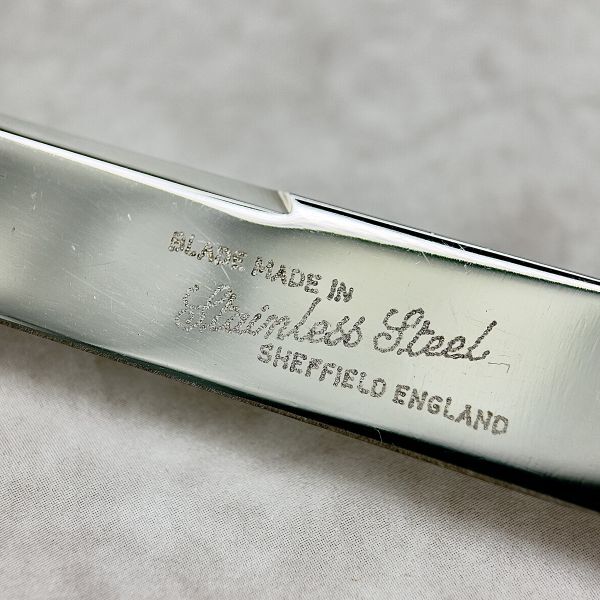 BLADE MADE IN
Stainless Steel
SHEFFIELD ENGLAND